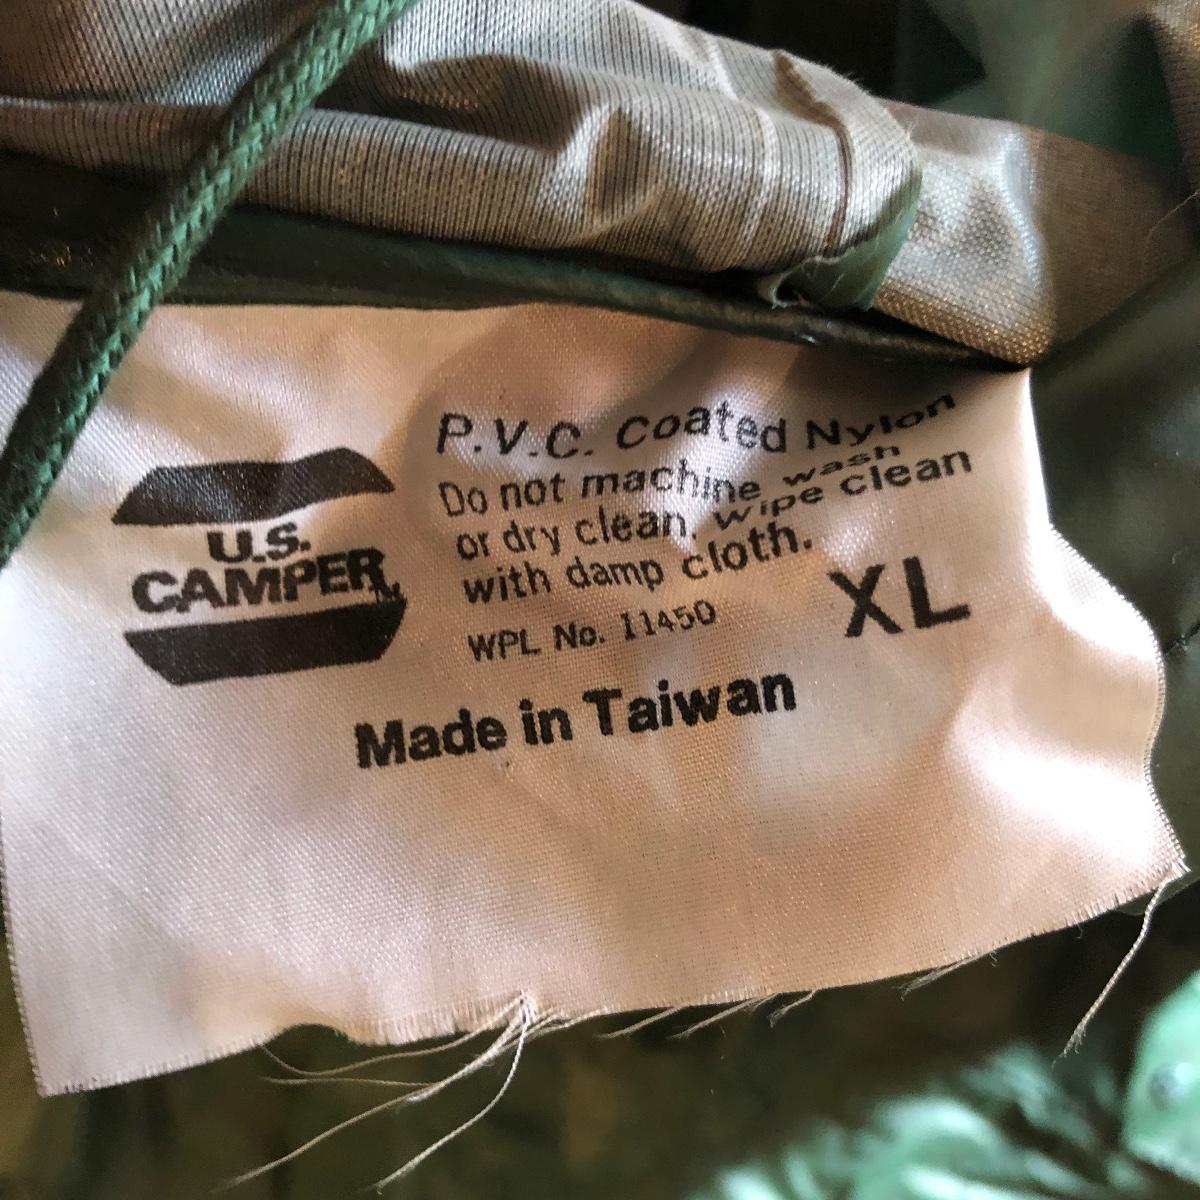 U.S.
CAMPER
P.V.C. Coated Nylon
Do not machine wash
or dry clean. Wipe clean
with damp cloth.
WPL No. 11450
XL
Made in Taiwan